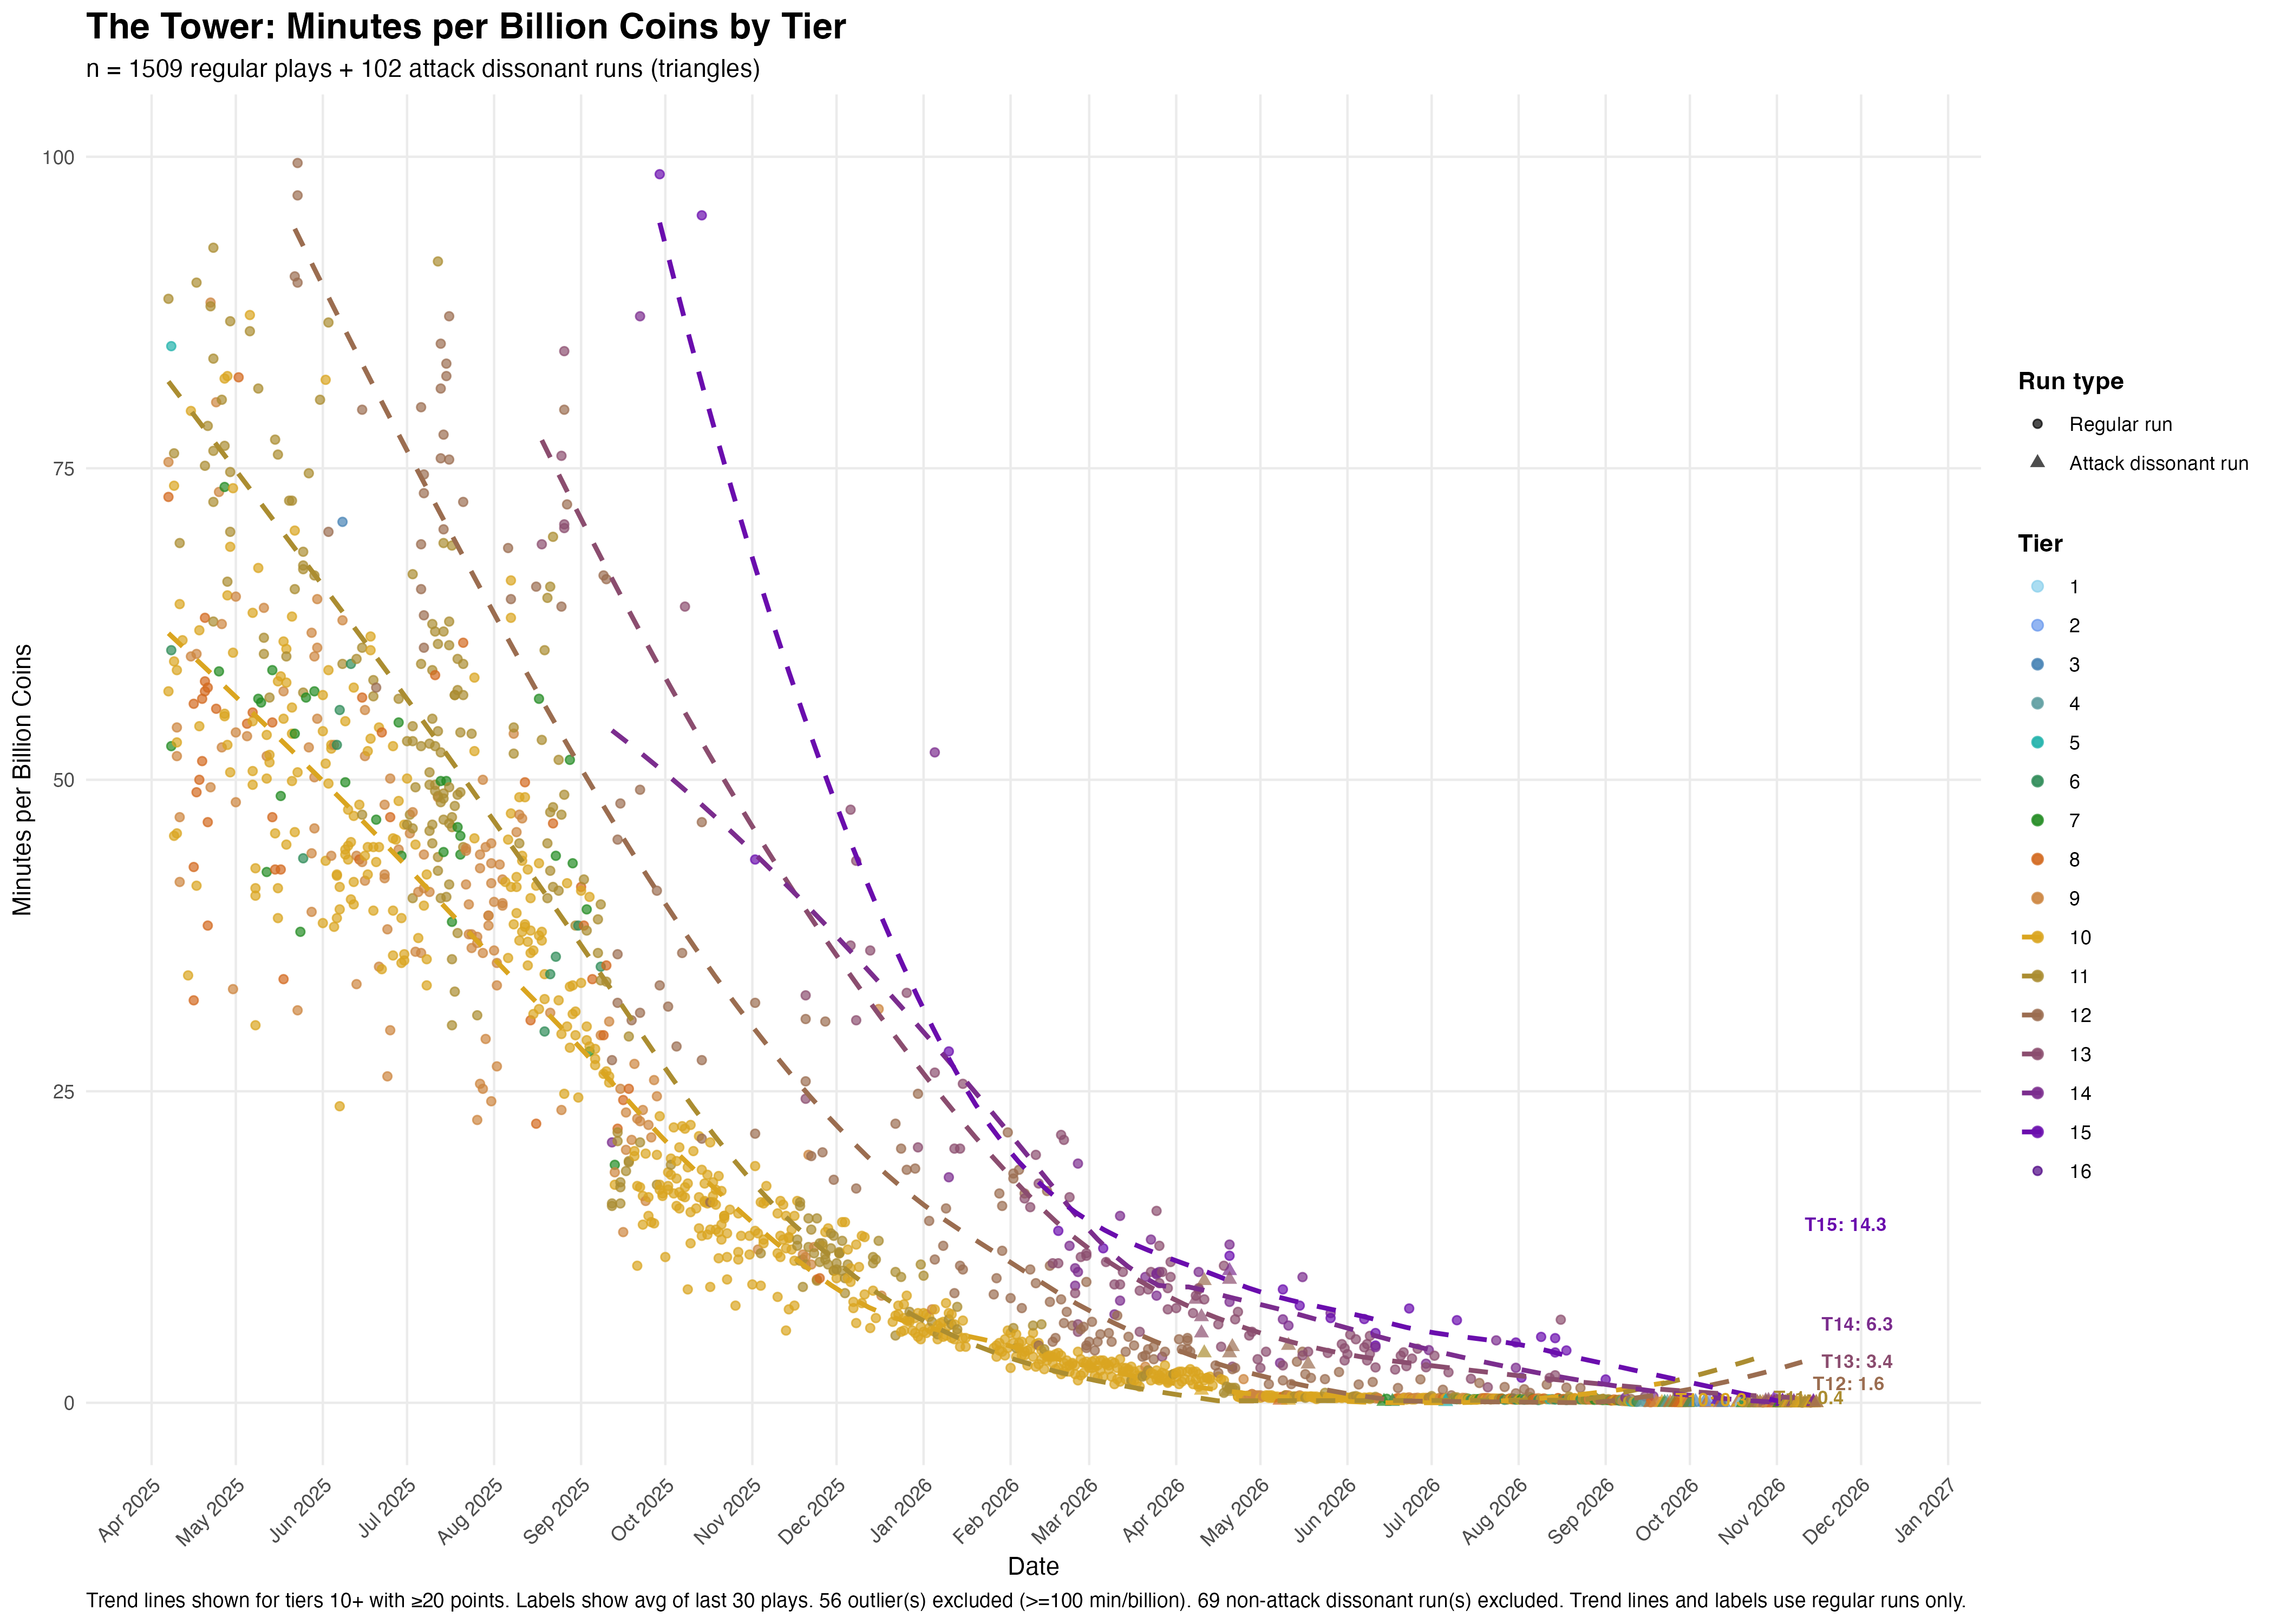 The Tower: Minutes per Billion Coins by Tier
n = 1509 regular plays + 102 attack dissonant runs (triangles)
Minutes per Billion Coins
100
75
50
25
0
T15: 14.3
T14: 6.3
T13: 3.4
T12: 1.6
0.4
Apr 2025
May 2025
Jun 2025
Jul 2025
Aug 2025
Sep 2025
Oct 2025
Nov 2025
Dec 2025
Jan 2026
Feb 2026
Mar 2026
Apr 2026
May 2026
Jun 2026
Jul 2026
Aug 2026
Sep 2026
Oct 2026
Nov 2026
Dec 2026
Jan 2027
Date
Run type
Regular run
Attack dissonant run
Tier
1
2
3
4
5
6
7
8
9
10
11
12
13
14
15
16
Trend lines shown for tiers 10+ with ≥20 points. Labels show avg of last 30 plays. 56 outlier(s) excluded (>=100 min/billion). 69 non-attack dissonant run(s) excluded. Trend lines and labels use regular runs only.